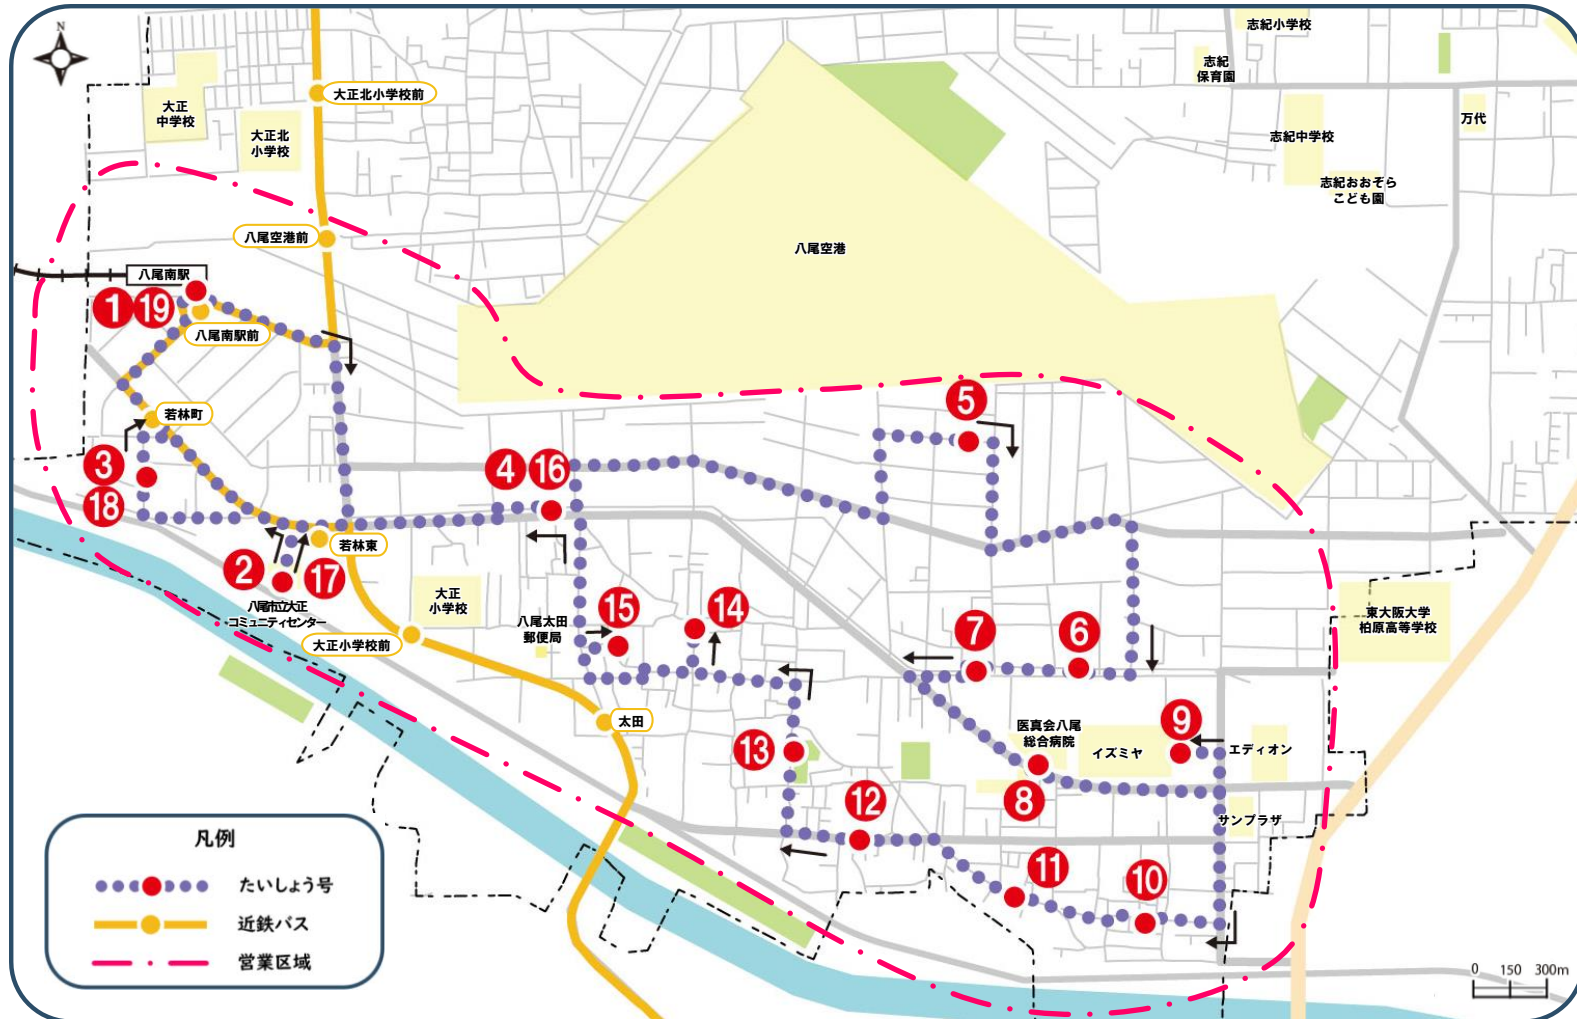 N
志紀小学校
志紀
保育園
大正北小学校前
大正
中学校
大正北
小学校
万代
志紀中学校
志紀おおぞら
こども園
八尾空港前
八尾空港
八尾南駅
1
19
八尾南駅前
5
若林町
3
18
4
16
若林東
2
17
八尾市立大正
コミュニティセンター
大正
小学校
大正小学校前
八尾太田
郵便局
15
14
7
6
東大阪大学
柏原高等学校
太田
13
医真会八尾
総合病院
イズミヤ
9
エディオン
8
12
サンプラザ
11
10
凡例
たいしょう号
近鉄バス
営業区域
0 150 300m